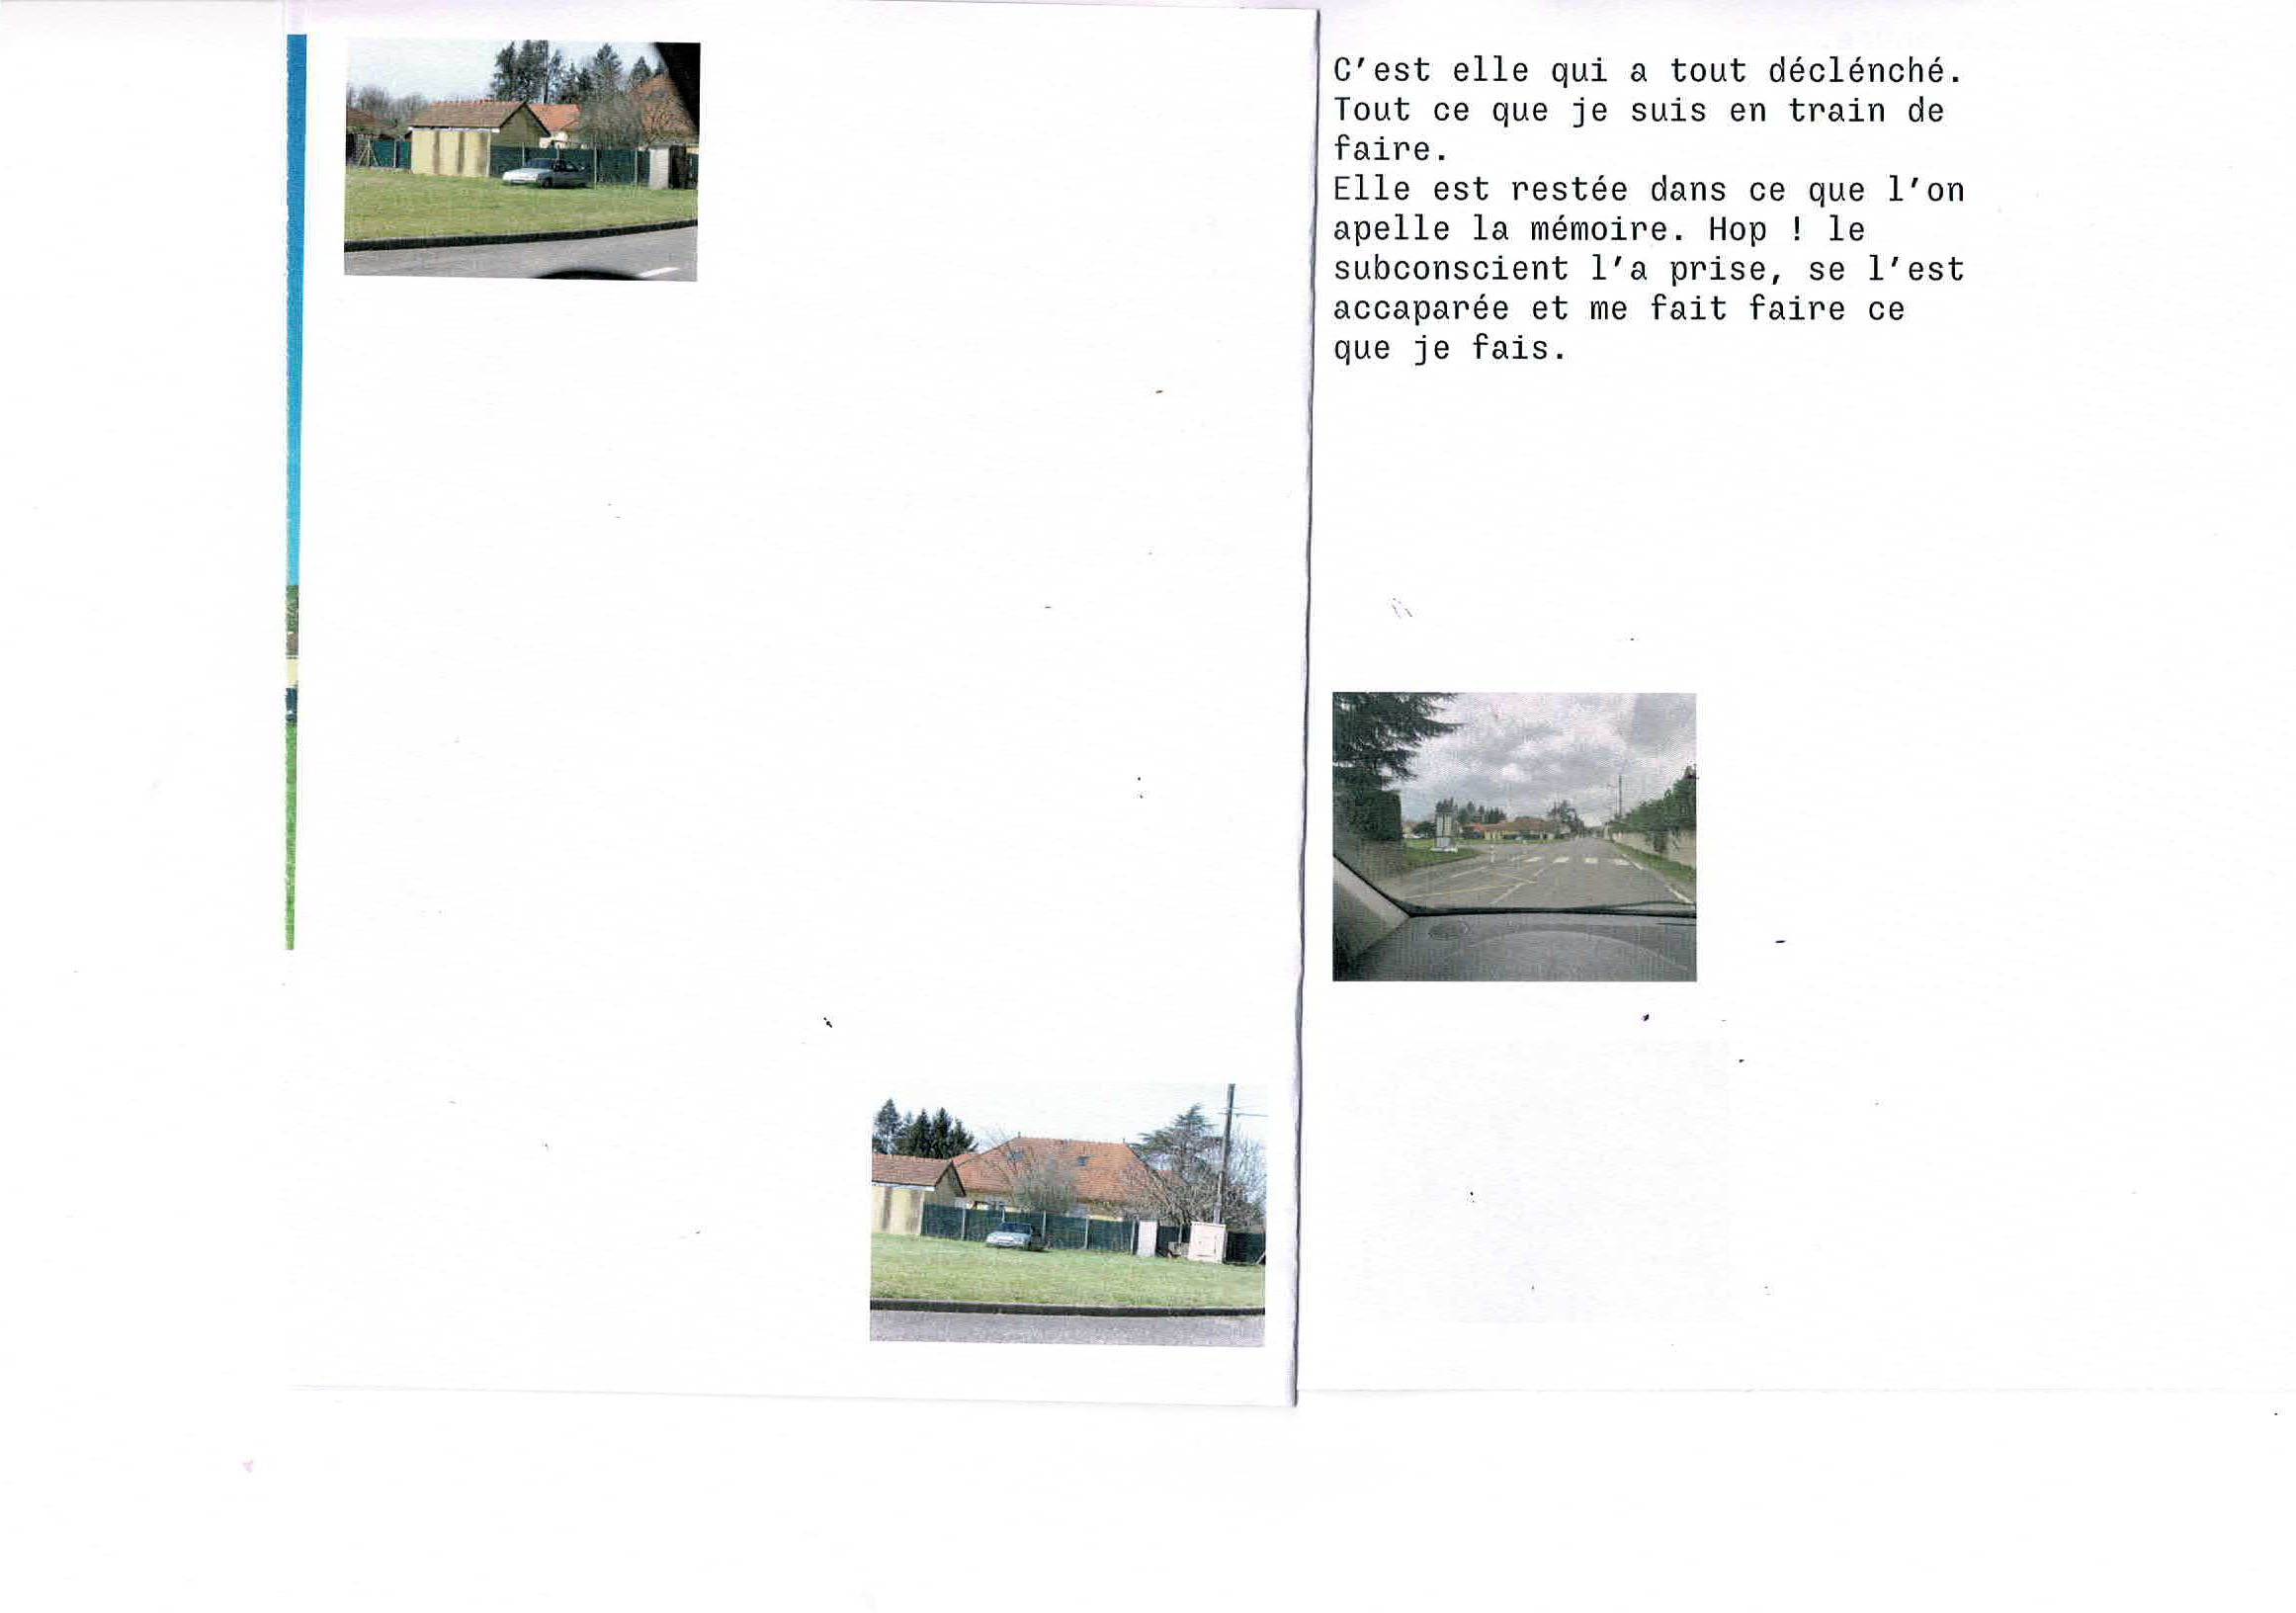 C'est elle qui a tout déclénché.
Tout ce que je suis en train de
faire.
Elle est restée dans ce que l'on
apelle la mémoire. Hop ! le
subconscient l'a prise, se l'est
accaparée et me fait faire ce
que je fais.